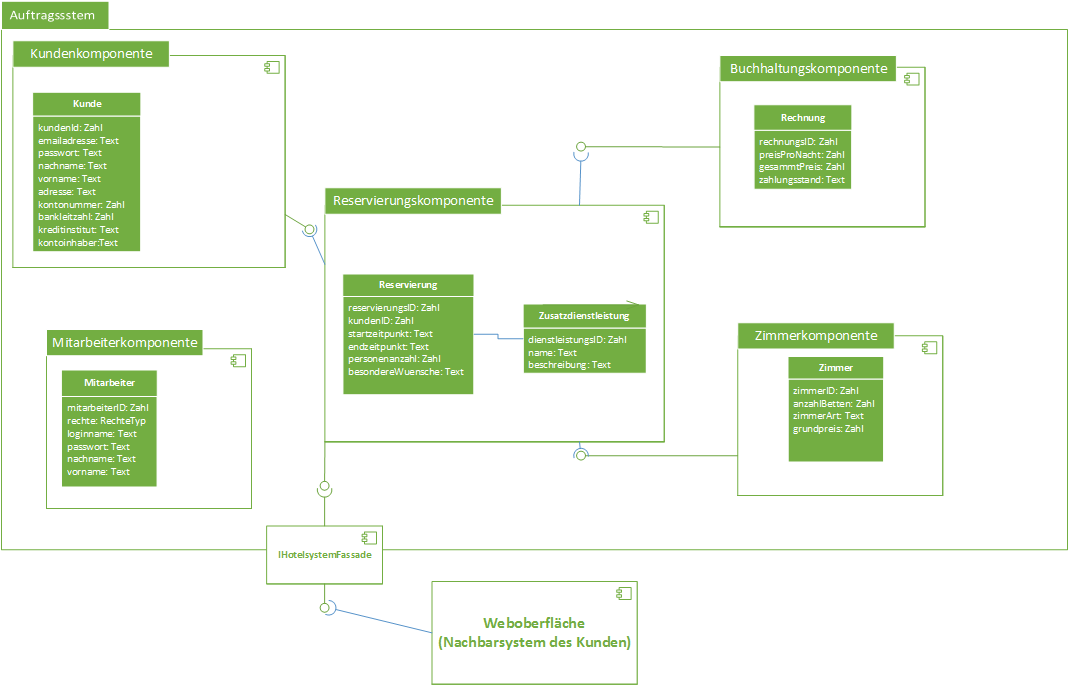 Auftragssstem
Kundenkomponente
Kunde
kundenId: Zahl
emailadresse: Text
passwort: Text
nachname: Text
vorname: Text
adresse: Text
kontonummer: Zahl
bankleitzahl: Zahl
kreditinstitut: Text
kontoinhaber:Text
Buchhaltungskomponente
Rechnung
rechnungsID: Zahl
preisProNacht: Zahl
gesammtPreis: Zahl
zahlungsstand: Text
Reservierungskomponente
Reservierung
reservierungsID: Zahl
kundenID: Zahl
startzeitpunkt: Text
endzeitpunkt: Text
personenanzahl: Zahl
besondereWuensche: Text
Zusatzdienstleistung
dienstleistungsID: Zahl
name: Text
beschreibung: Text
Mitarbeiterkomponente
Mitarbeiter
mitarbeiterID: Zahl
rechte: RechteTyp
loginname: Text
passwort: Text
nachname: Text
vorname: Text
Zimmerkomponente
Zimmer
zimmerID: Zahl
anzahlBetten: Zahl
zimmerArt: Text
grundpreis: Zahl
IHotelsystemFassade
Weboberfläche
(Nachbarsystem des Kunden)